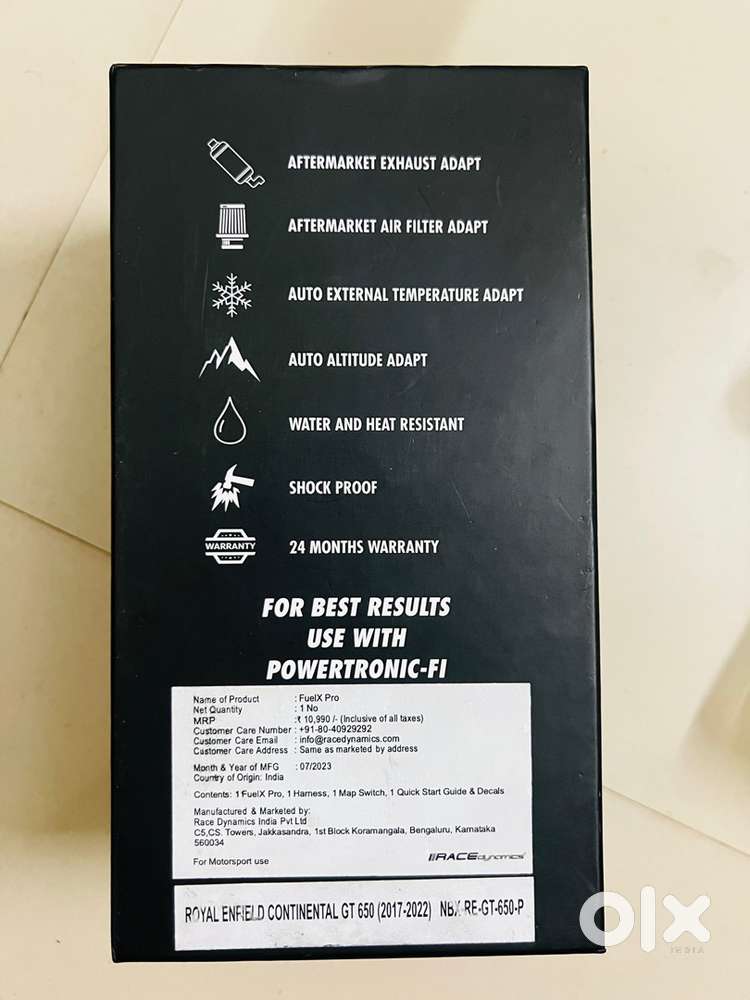 AFTERMARKET EXHAUST ADAPT
AFTERMARKET AIR FILTER ADAPT
AUTO EXTERNAL TEMPERATURE ADAPT
AUTO ALTITUDE ADAPT
WATER AND HEAT RESISTANT
SHOCK PROOF
WARRANTY
24 MONTHS WARRANTY
FOR BEST RESULTS
USE WITH
POWERTRONIC-FI
Name of Product : FuelX Pro
Net Quantity : 1 No
MRP :₹ 10,990 /- (Inclusive of all taxes)
Customer Care Number : +91-80-40929292
Customer Care Email : info@racedynamics.com
Customer Care Address : Same as marketed by address
Month & Year of MFG : 07/2023
Country of Origin: India
Contents: 1 FuelX Pro, 1 Harness, 1 Map Switch, 1 Quick Start Guide & Decals
Manufactured & Marketed by:
Race Dynamics India Pvt Ltd
C5,CS. Towers, Jakkasandra, 1st Block Koramangala, Bengaluru, Karnataka
560034
For Motorsport use
RACEdynamics
ROYAL ENFIELD CONTINENTAL GT 650 (2017-2022) NBX-RE-GT-650-P
olx
INDIA